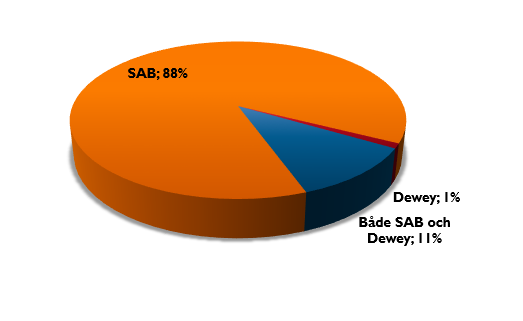 SAB; 88%
Dewey; 1%
Både SAB och
Dewey; 11%